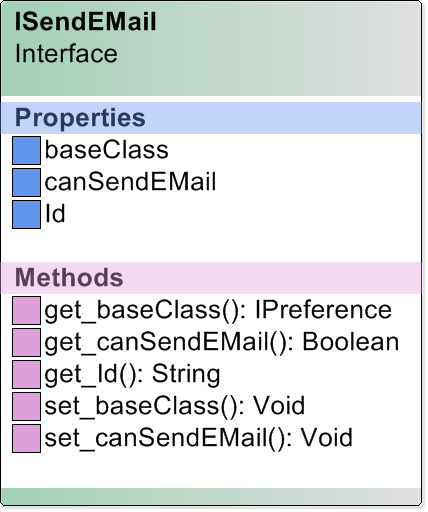 ISendEMail
Interface
Properties
baseClass
canSendEMail
Id
Methods
get_baseClass(): IPreference
get_canSendEMail(): Boolean
get_Id(): String
set_baseClass(): Void
set_canSendEMail(): Void